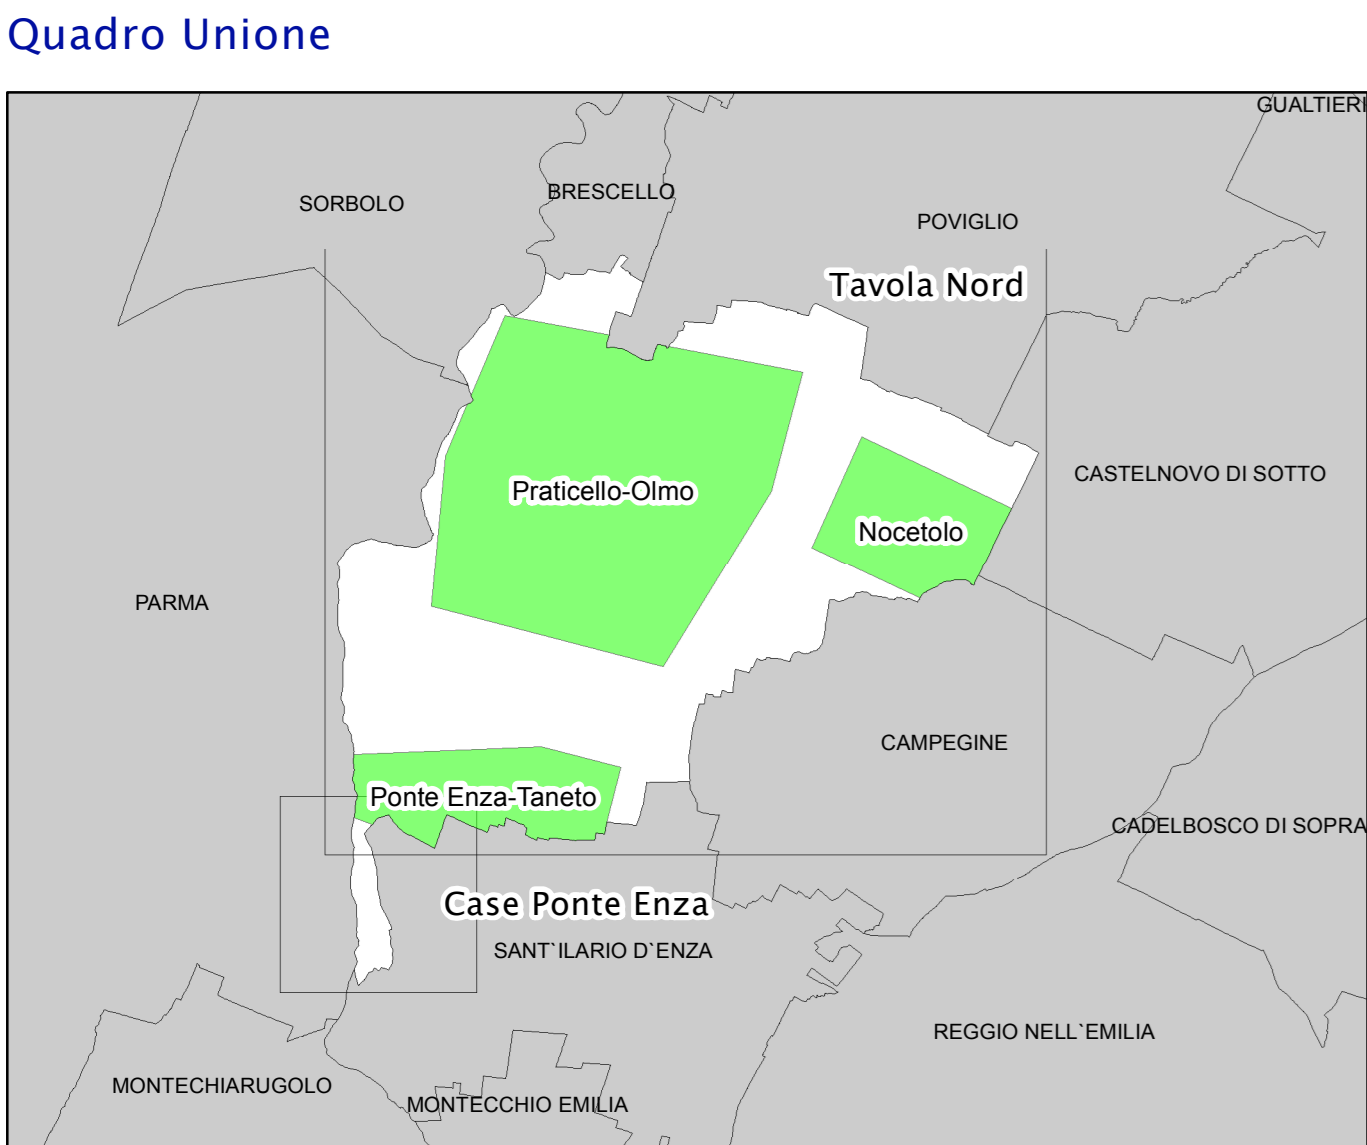 Quadro Unione
GUALTIERI
BRESCELLO
SORBOLO
POVIGLIO
Tavola Nord
CASTELNOVO DI SOTTO
Praticello-Olmo
Nocetolo
PARMA
CAMPEGINE
Ponte Enza-Taneto
CADELBOSCO DI SOPRA
Case Ponte Enza
SANT`ILARIO D`ENZA
REGGIO NELL`EMILIA
MONTECHIARUGOLO
MONTECCHIO EMILIA